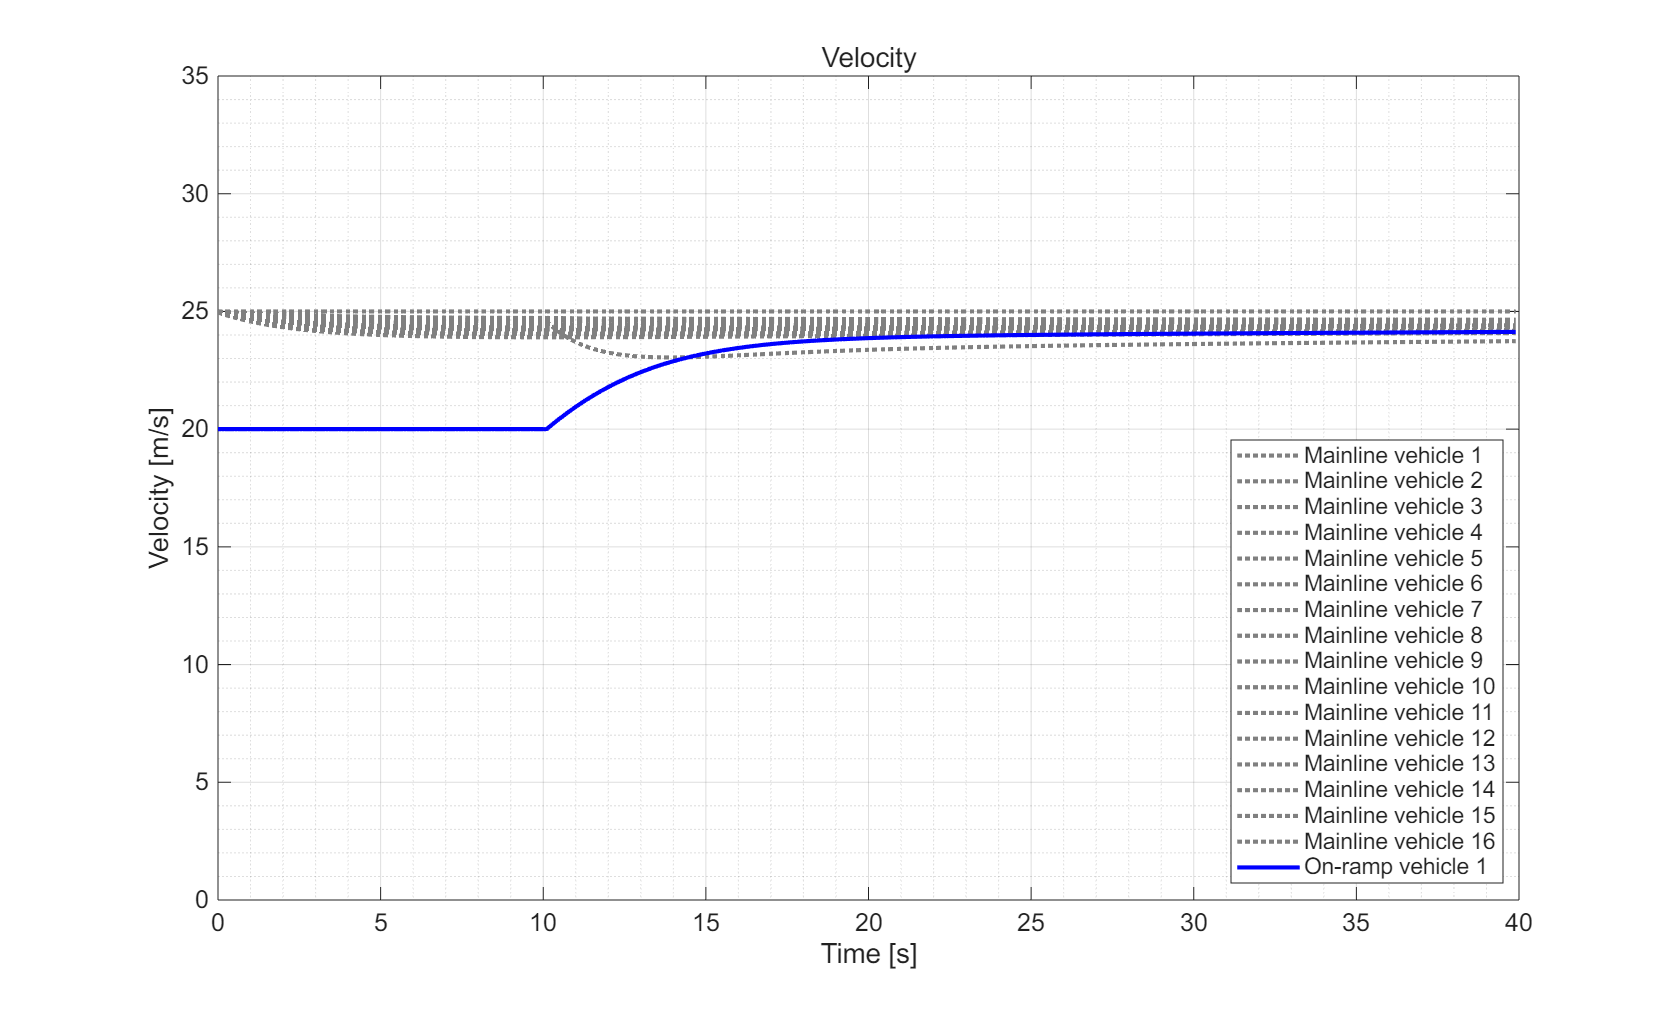 Velocity
35
30
25
20
15
10
5
0
Velocity [m/s]
0 5 10 15 20 25 30 35 40
Time [s]
Mainline vehicle 1
Mainline vehicle 2
Mainline vehicle 3
Mainline vehicle 4
Mainline vehicle 5
Mainline vehicle 6
Mainline vehicle 7
Mainline vehicle 8
Mainline vehicle 9
Mainline vehicle 10
Mainline vehicle 11
Mainline vehicle 12
Mainline vehicle 13
Mainline vehicle 14
Mainline vehicle 15
Mainline vehicle 16
On-ramp vehicle 1